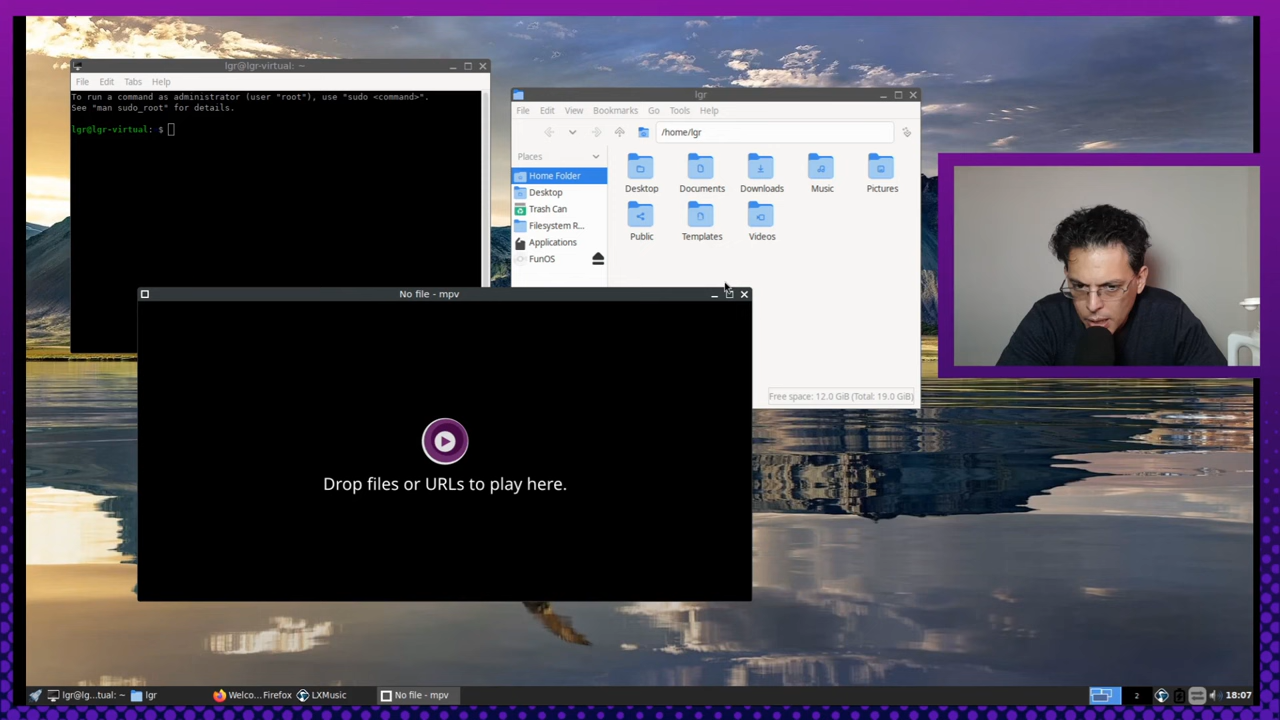 lgr@lgr-virtual: ~
File Edit Tabs Help
To run a command as administrator (user "root"), use "sudo <command>".
See "man sudo_root" for details.
lgr@lgr-virtual: $
lgr
File Edit View Bookmarks Go Tools Help
/home/lgr
Places
Home Folder
Desktop
Trash Can
Filesystem R...
Applications
FunOS
Desktop Documents Downloads Music Pictures
Public Templates Videos
Free space: 12.0 GiB (Total: 19.0 GiB)
No file - mpv
Drop files or URLs to play here.
lgr@lg...tual: ~ lgr Welco... Firefox LXMusic No file - mpv 2 18:07